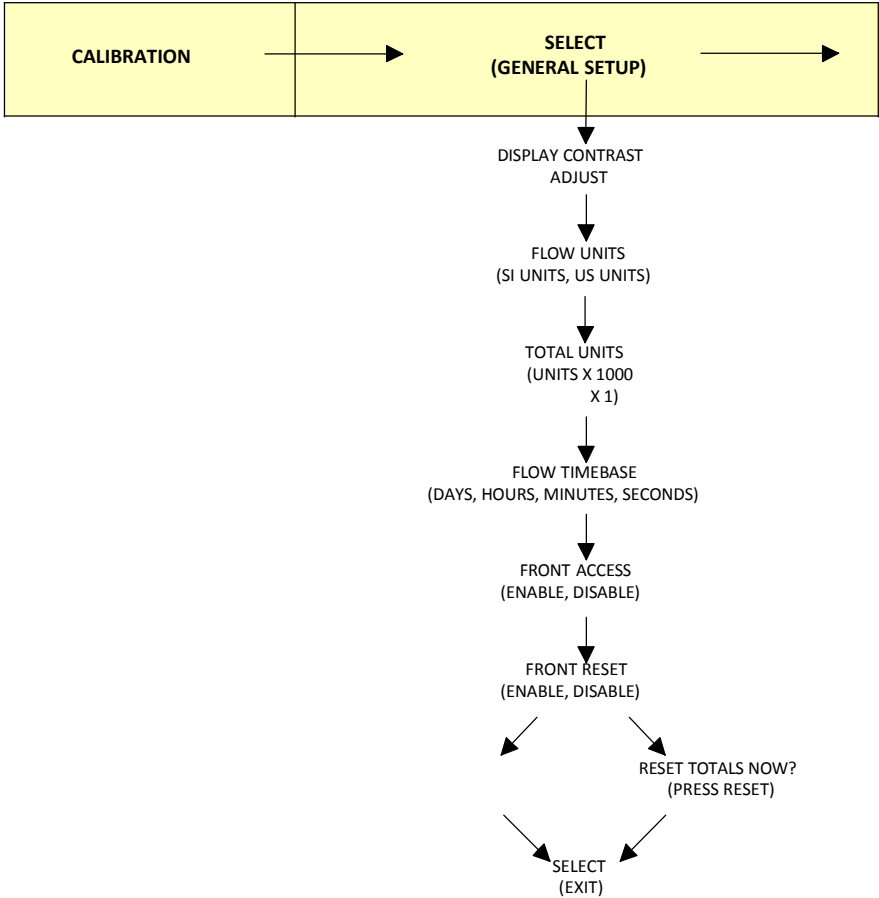 CALIBRATION
SELECT
(GENERAL SETUP)
DISPLAY CONTRAST
ADJUST
FLOW UNITS
(SI UNITS, US UNITS)
TOTAL UNITS
(UNITS X 1000
X 1)
FLOW TIMEBASE
(DAYS, HOURS, MINUTES, SECONDS)
FRONT ACCESS
(ENABLE, DISABLE)
FRONT RESET
(ENABLE, DISABLE)
RESET TOTALS NOW?
(PRESS RESET)
SELECT
(EXIT)